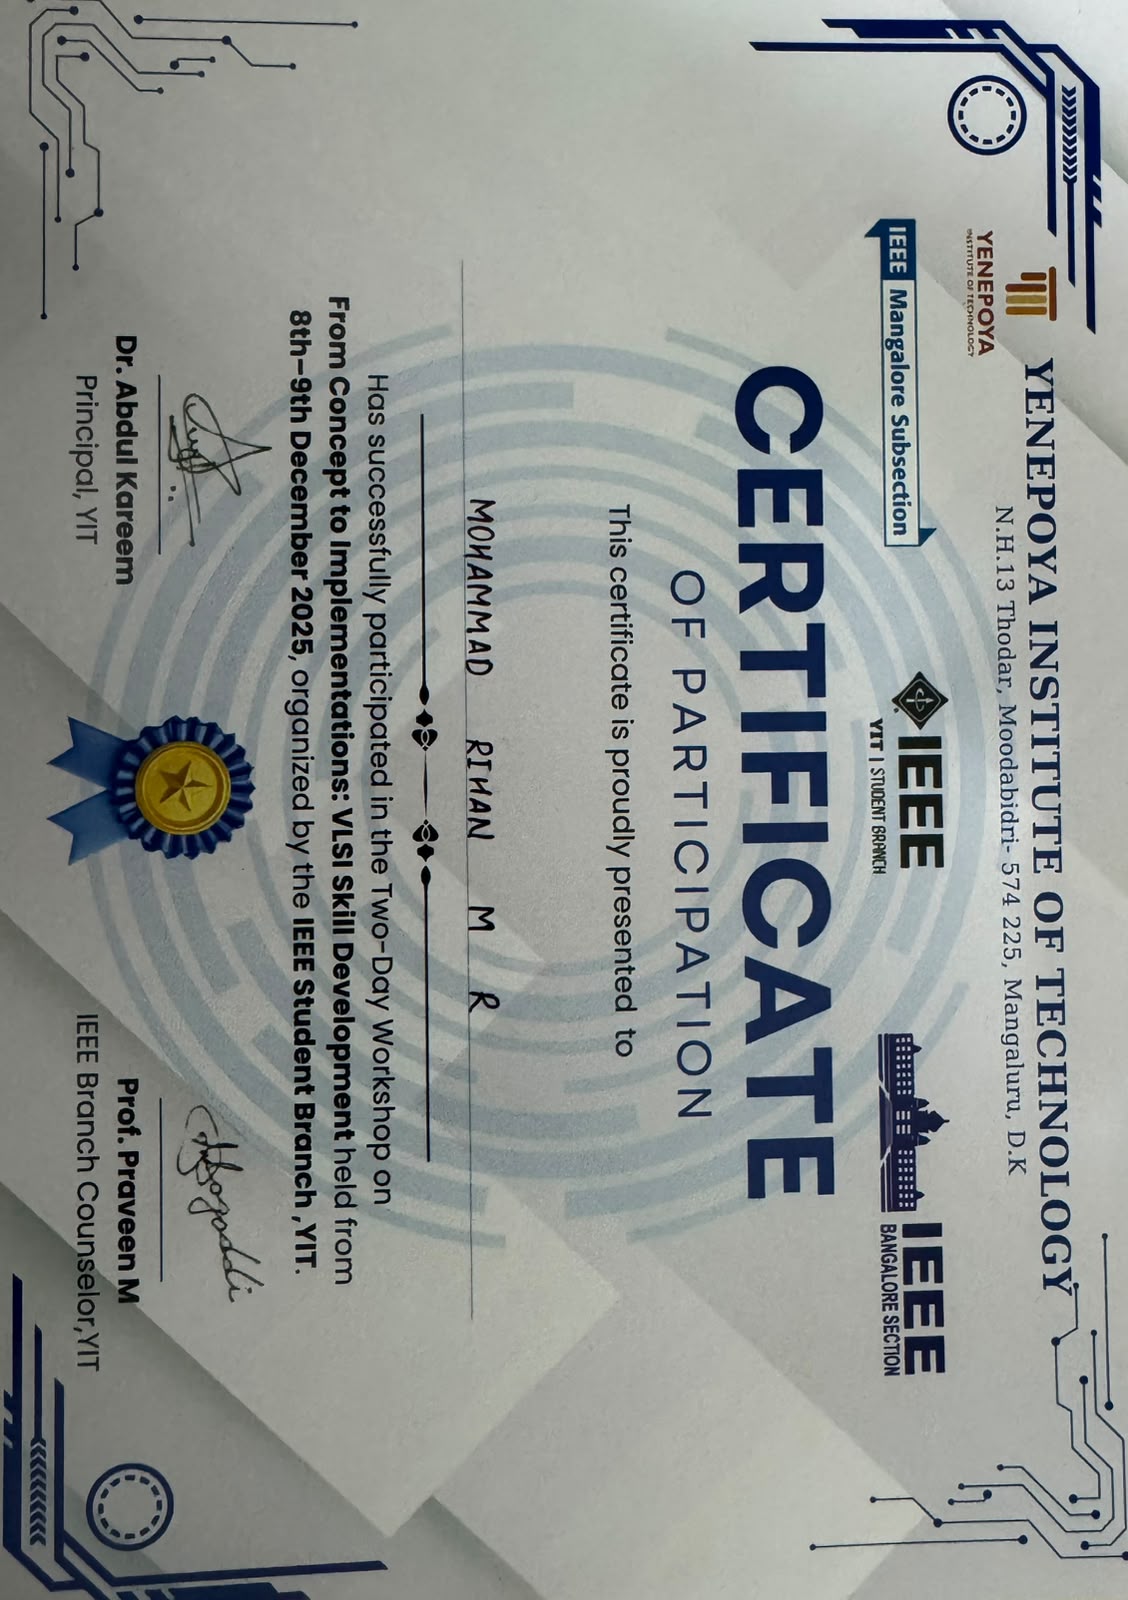 YENEPOYA INSTITUTE OF TECHNOLOGY
N.H.13 Thodar, Moodabidri- 574 225, Mangaluru, D.K
YENEPOYA
INSTITUTE OF TECHNOLOGY
IEEE Mangalore Subsection
IEEE
YIT | STUDENT BRANCH
IEEE
BANGALORE SECTION
CERTIFICATE
OF PARTICIPATION
This certificate is proudly presented to
MOHAMMAD RIHAN M R
Has successfully participated in the Two-Day Workshop on
From Concept to Implementations: VLSI Skill Development held from
8th–9th December 2025, organized by the IEEE Student Branch ,YIT.
Dr. Abdul Kareem
Principal, YIT
Prof. Praveen M
IEEE Branch Counselor,YIT